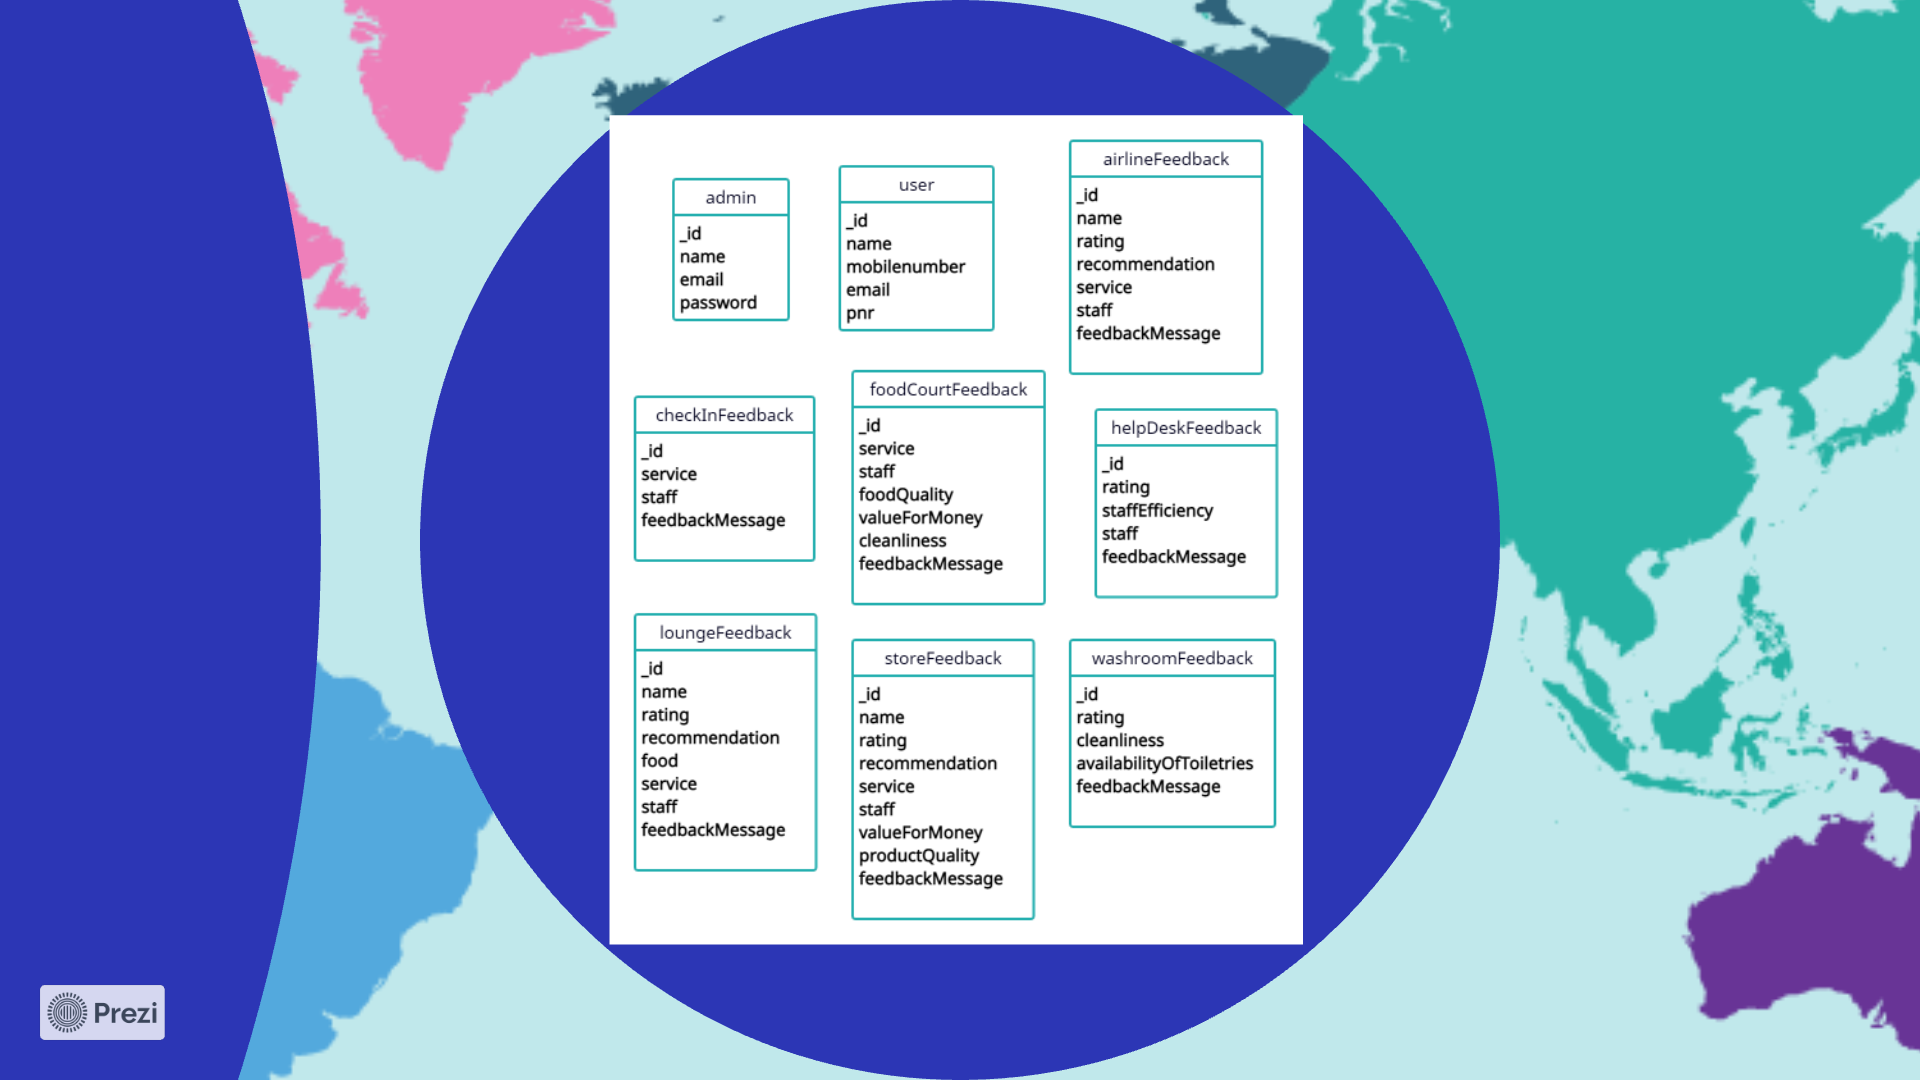 admin
_id
name
email
password
user
_id
name
mobilenumber
email
pnr
airlineFeedback
_id
name
rating
recommendation
service
staff
feedbackMessage
checkInFeedback
_id
service
staff
feedbackMessage
foodCourtFeedback
_id
service
staff
foodQuality
valueForMoney
cleanliness
feedbackMessage
helpDeskFeedback
_id
rating
staffEfficiency
staff
feedbackMessage
loungeFeedback
_id
name
rating
recommendation
food
service
staff
feedbackMessage
storeFeedback
_id
name
rating
recommendation
service
staff
valueForMoney
productQuality
feedbackMessage
washroomFeedback
_id
rating
cleanliness
availabilityOfToiletries
feedbackMessage
Prezi